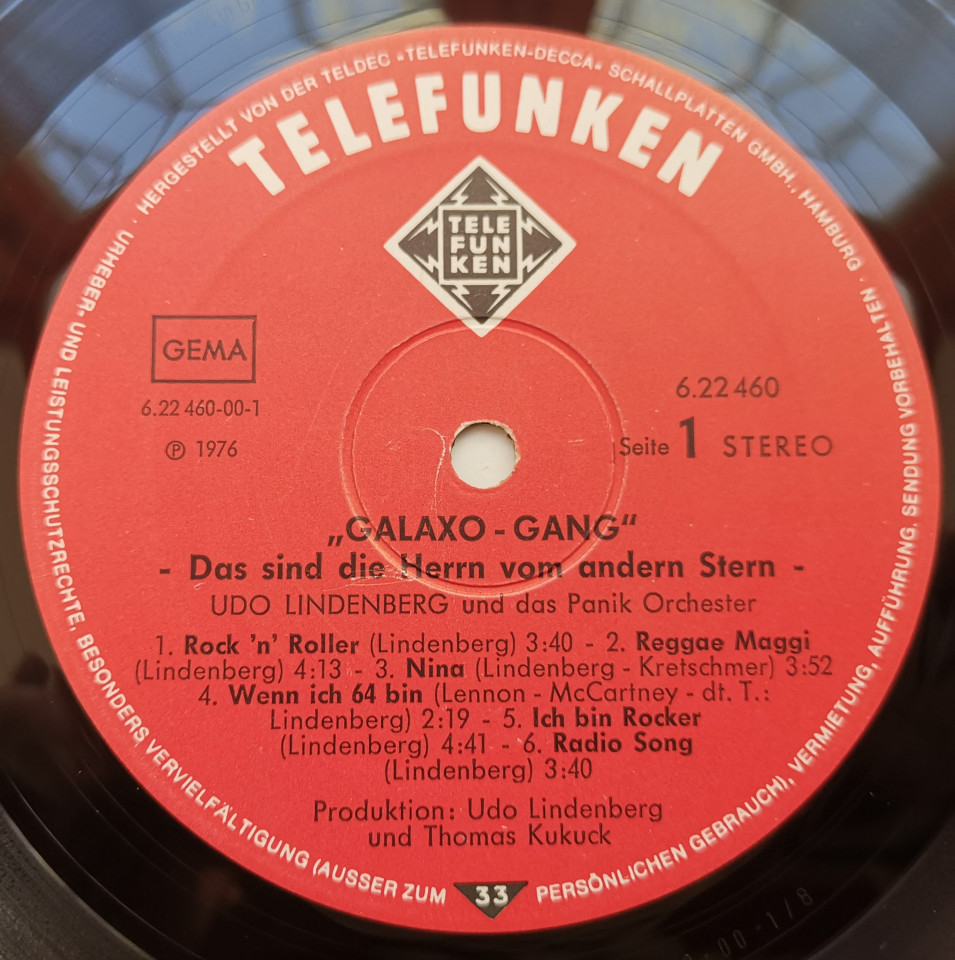 HERGESTELLT VON DER TELDEC »TELEFUNKEN-DECCA« SCHALLPLATTEN GMBH., HAMBURG · URHEBER- UND LEISTUNGSSCHUTZRECHTE, BESONDERS VERVIELFÄLTIGUNG (AUSSER ZUM PERSÖNLICHEN GEBRAUCH), VERMIETUNG, AUFFÜHRUNG, SENDUNG VORBEHALTEN ·
TELEFUNKEN
TELE
FUN
KEN
GEMA
6.22 460-00-1
℗ 1976
6.22 460
Seite 1 STEREO
„GALAXO - GANG“
- Das sind die Herrn vom andern Stern -
UDO LINDENBERG und das Panik Orchester
1. Rock 'n' Roller (Lindenberg) 3:40 - 2. Reggae Maggi
(Lindenberg) 4:13 - 3. Nina (Lindenberg - Kretschmer) 3:52
4. Wenn ich 64 bin (Lennon - McCartney - dt. T.:
Lindenberg) 2:19 - 5. Ich bin Rocker
(Lindenberg) 4:41 - 6. Radio Song
(Lindenberg) 3:40
Produktion: Udo Lindenberg
und Thomas Kukuck
33